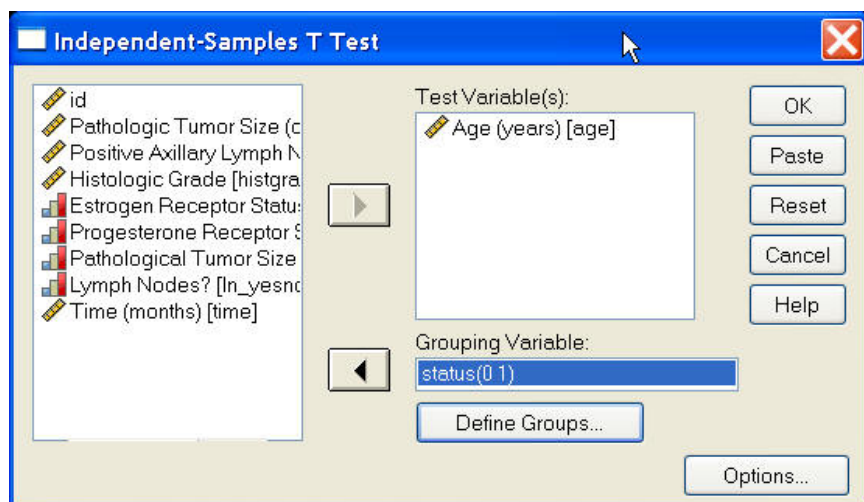 Independent-Samples T Test
id
Pathologic Tumor Size (c
Positive Axillary Lymph N
Histologic Grade [histgra
Estrogen Receptor Statu
Progesterone Receptor S
Pathological Tumor Size
Lymph Nodes? [ln_yesno
Time (months) [time]
Test Variable(s):
Age (years) [age]
Grouping Variable:
status(0 1)
Define Groups...
OK
Paste
Reset
Cancel
Help
Options...